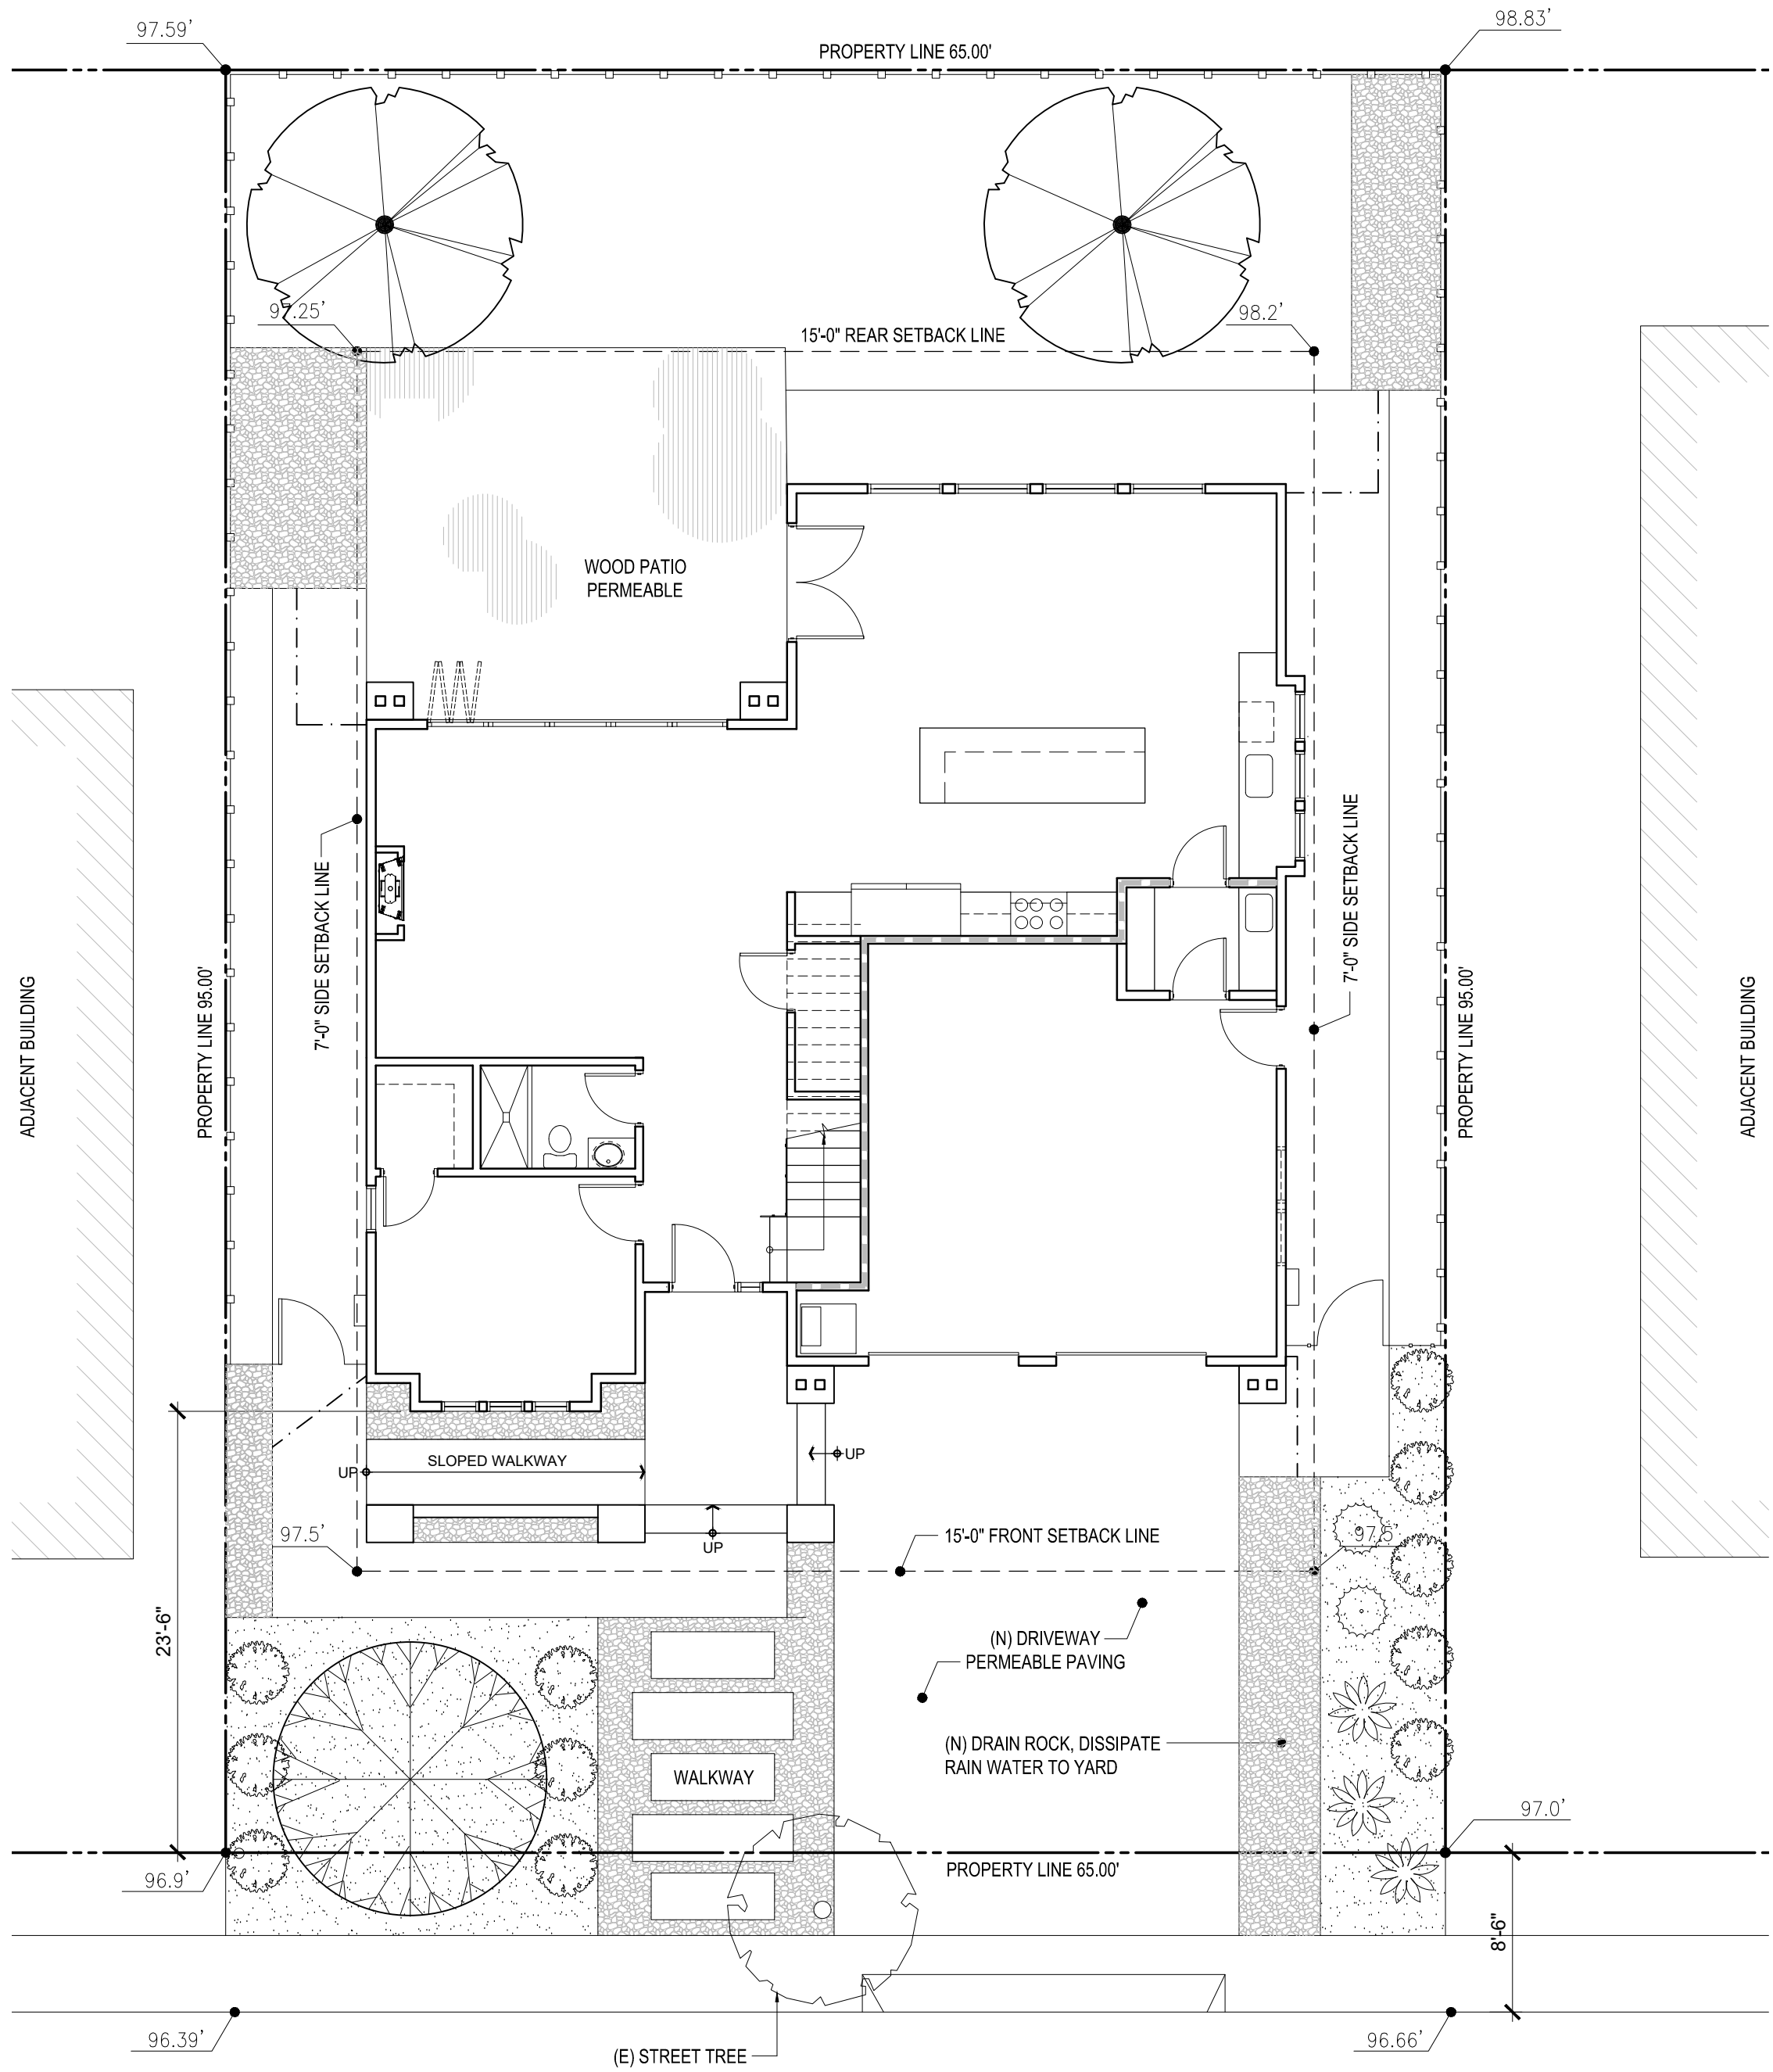 97.59'
98.83'
PROPERTY LINE 65.00'
97.25'
98.2'
15'-0" REAR SETBACK LINE
WOOD PATIO
PERMEABLE
7'-0" SIDE SETBACK LINE
7'-0" SIDE SETBACK LINE
ADJACENT BUILDING
PROPERTY LINE 95.00'
PROPERTY LINE 95.00'
ADJACENT BUILDING
SLOPED WALKWAY
UP
UP
UP
97.5'
15'-0" FRONT SETBACK LINE
97.5'
23'-6"
(N) DRIVEWAY
PERMEABLE PAVING
(N) DRAIN ROCK, DISSIPATE
RAIN WATER TO YARD
WALKWAY
97.0'
96.9'
PROPERTY LINE 65.00'
8'-6"
96.39'
96.66'
(E) STREET TREE